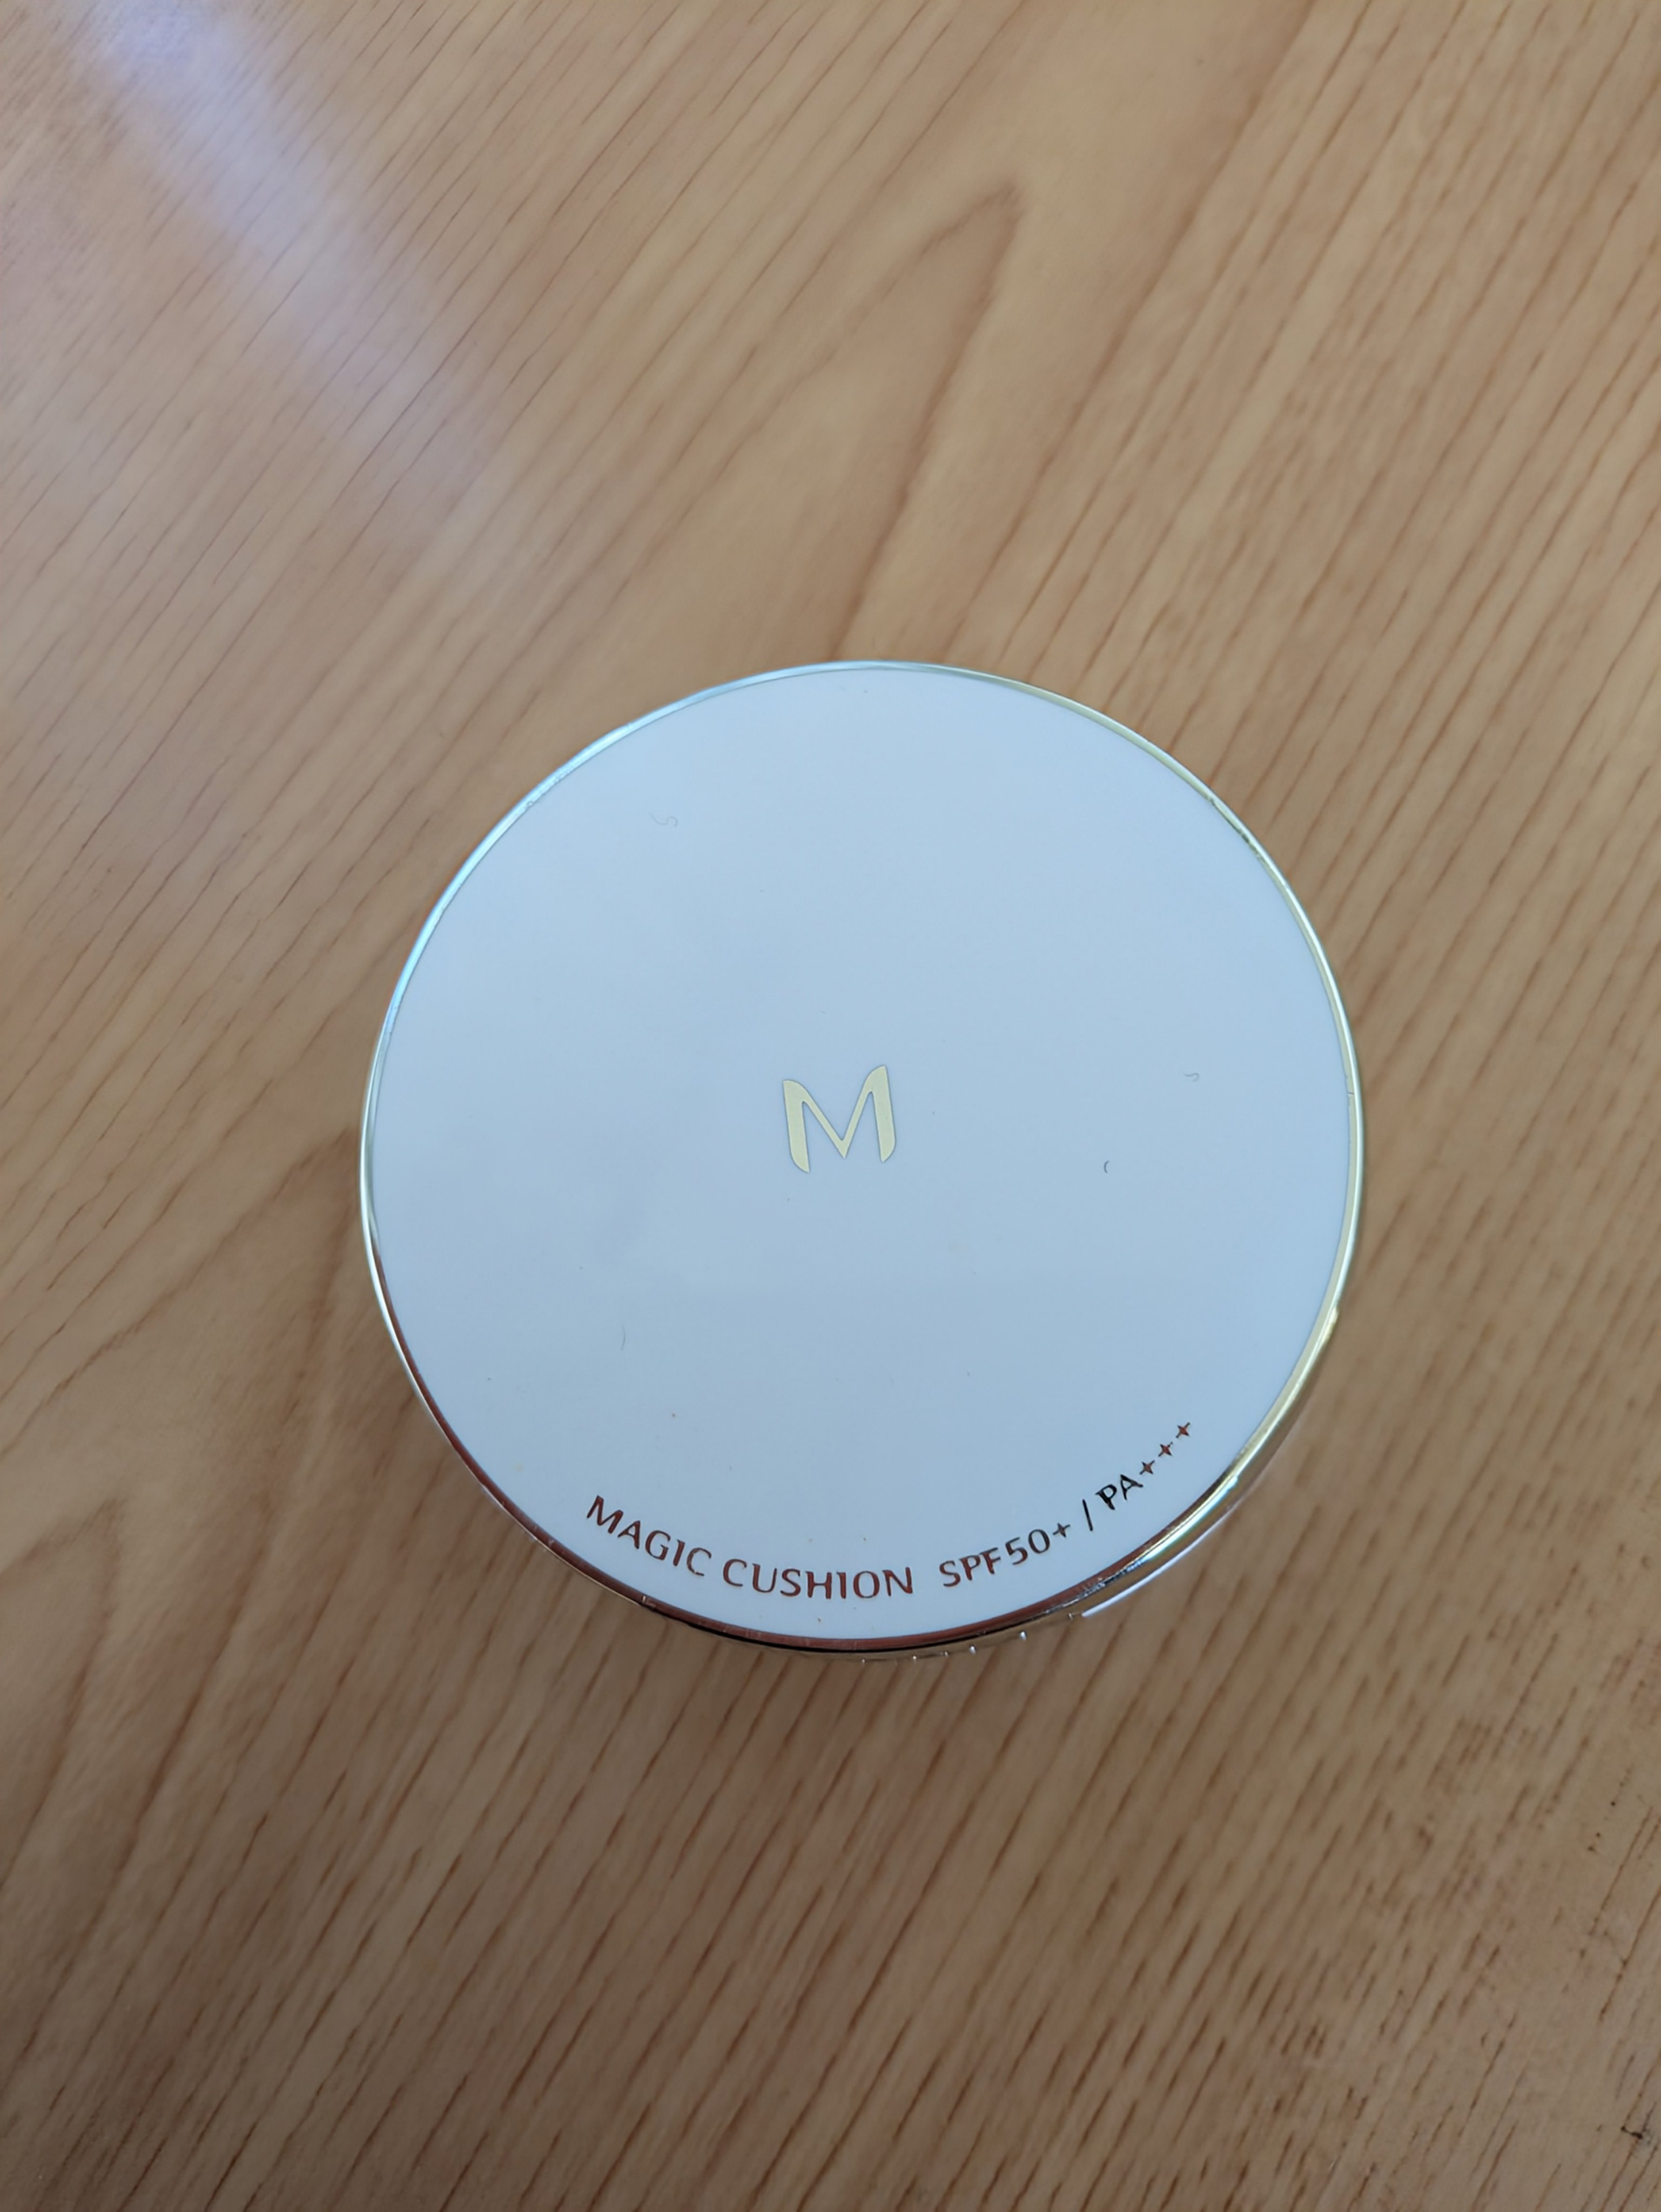 M
MAGIC CUSHION SPF50+ / PA+++